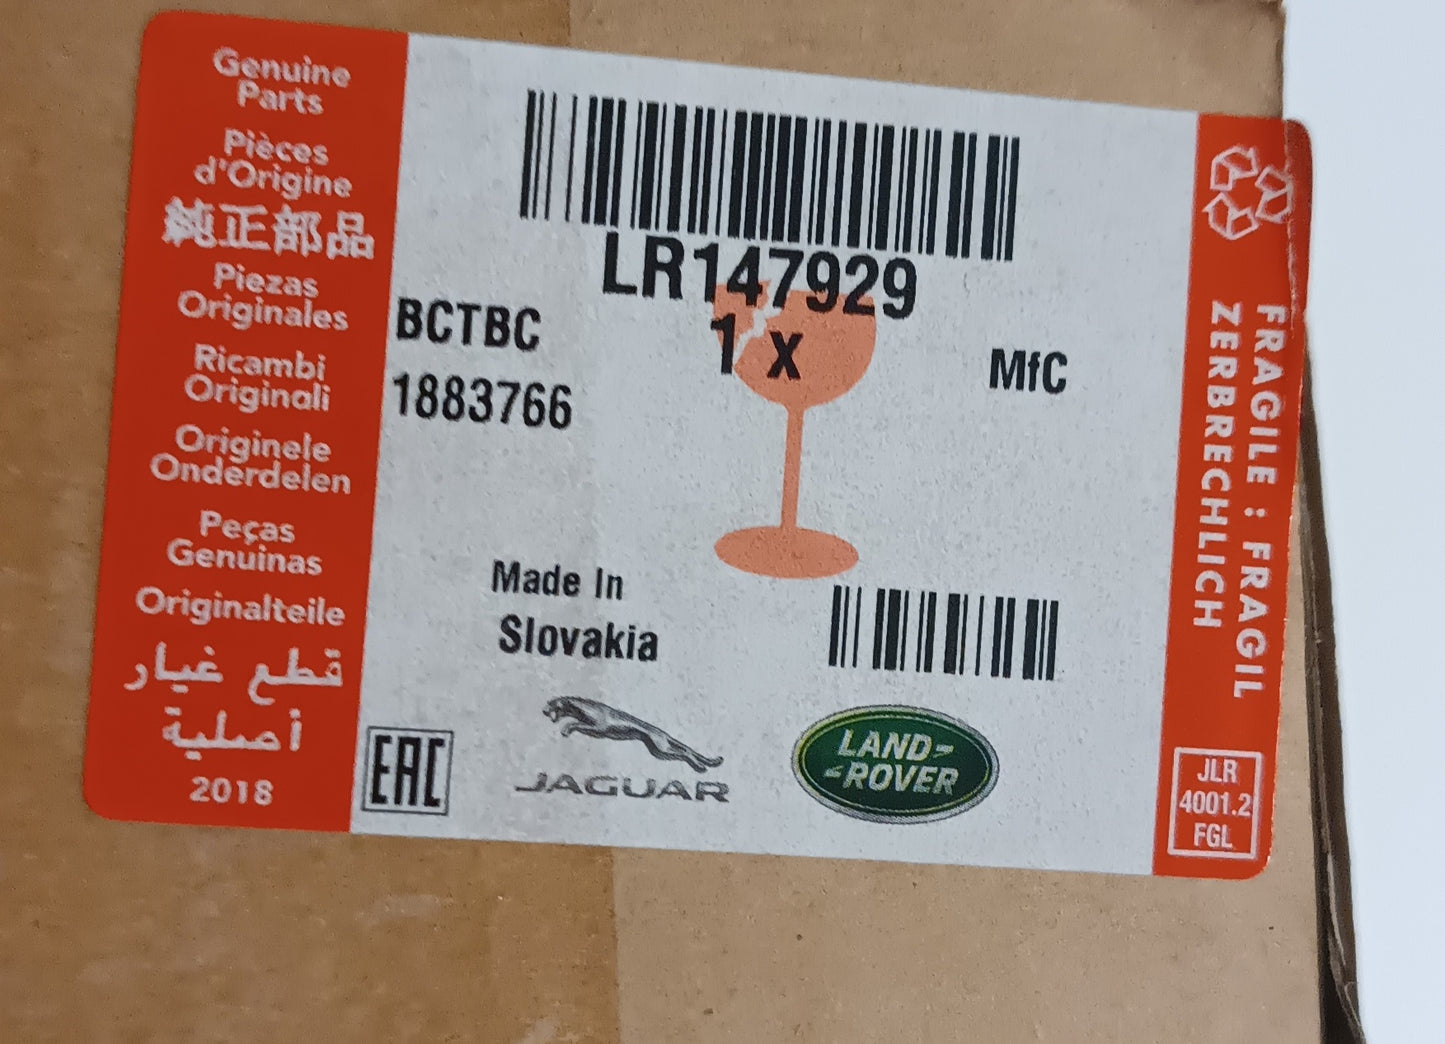 Genuine
Parts
Pièces
d'Origine
純正部品
Piezas
Originales
Ricambi
Originali
Originele
Onderdelen
Peças
Genuinas
Originalteile
قطع غيار
أصلية
2018
LR147929
1 x
BCTBC
1883766
MfC
Made In
Slovakia
EAC
JAGUAR
LAND-
-ROVER
FRAGILE : FRAGIL
ZERBRECHLICH
JLR
4001.2
FGL